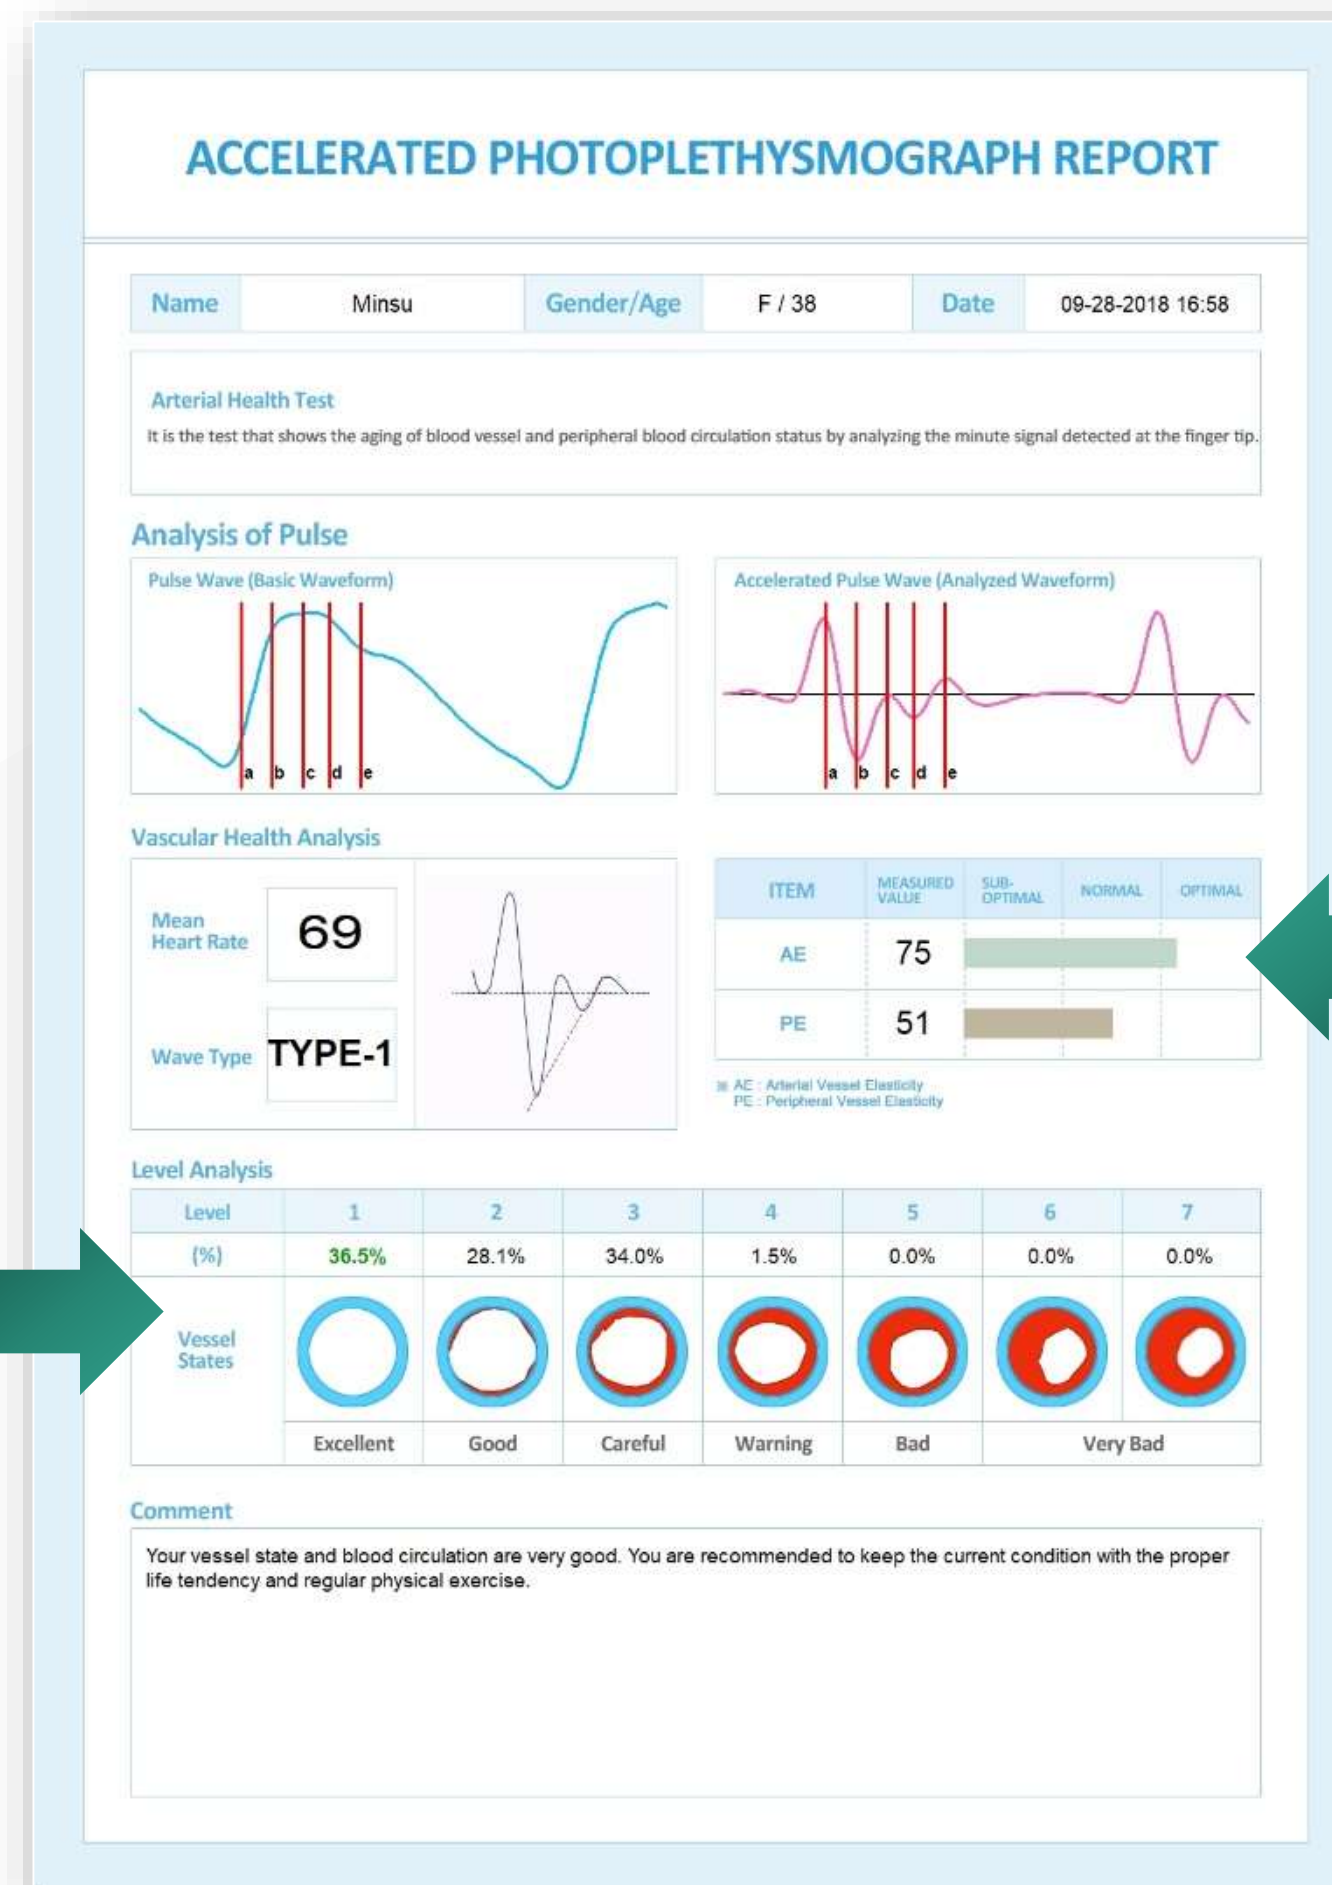 ACCELERATED PHOTOPLETHYSMOGRAPH REPORT
Name Minsu Gender/Age F / 38 Date 09-28-2018 16:58
Arterial Health Test
It is the test that shows the aging of blood vessel and peripheral blood circulation status by analyzing the minute signal detected at the finger tip.
Analysis of Pulse
Pulse Wave (Basic Waveform)
a b c d e
Accelerated Pulse Wave (Analyzed Waveform)
a b c d e
Vascular Health Analysis
Mean
Heart Rate
69
Wave Type TYPE-1
ITEM MEASURED VALUE SUB-OPTIMAL NORMAL OPTIMAL
AE 75
PE 51
※ AE : Arterial Vessel Elasticity
PE : Peripheral Vessel Elasticity
Level Analysis
Level 1 2 3 4 5 6 7
(%) 36.5% 28.1% 34.0% 1.5% 0.0% 0.0% 0.0%
Vessel
States
Excellent Good Careful Warning Bad Very Bad
Comment
Your vessel state and blood circulation are very good. You are recommended to keep the current condition with the proper
life tendency and regular physical exercise.